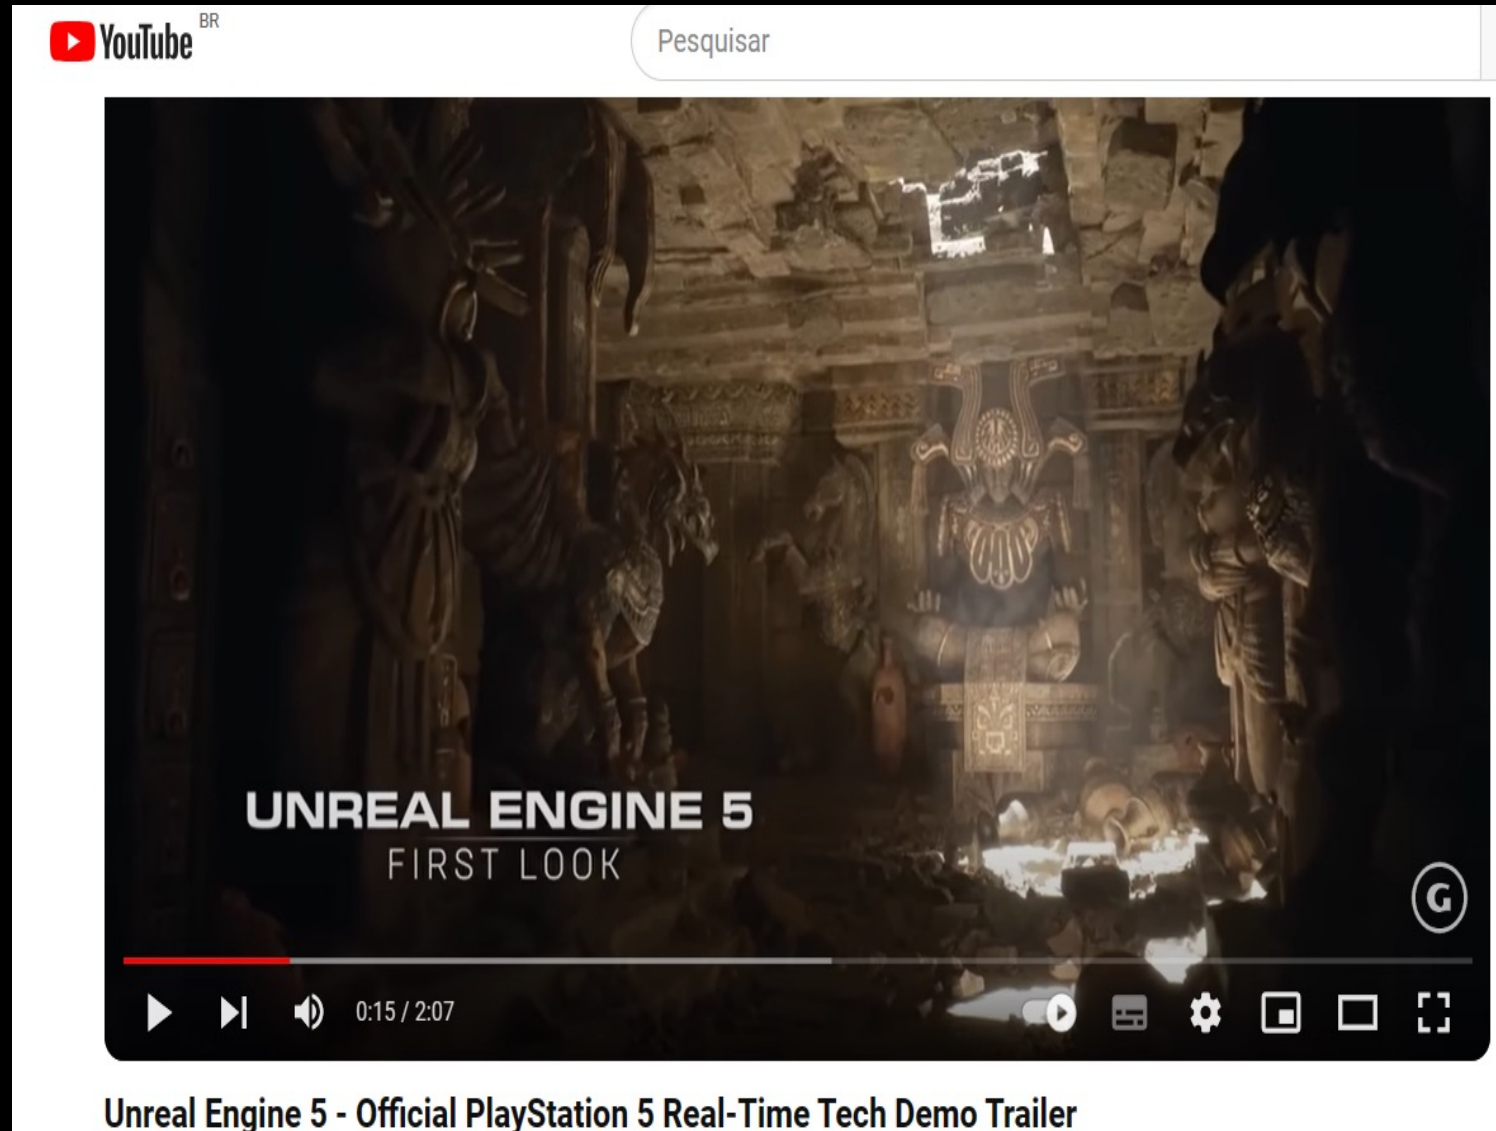 YouTube BR
Pesquisar
UNREAL ENGINE 5
FIRST LOOK
G
0:15 / 2:07
Unreal Engine 5 - Official PlayStation 5 Real-Time Tech Demo Trailer